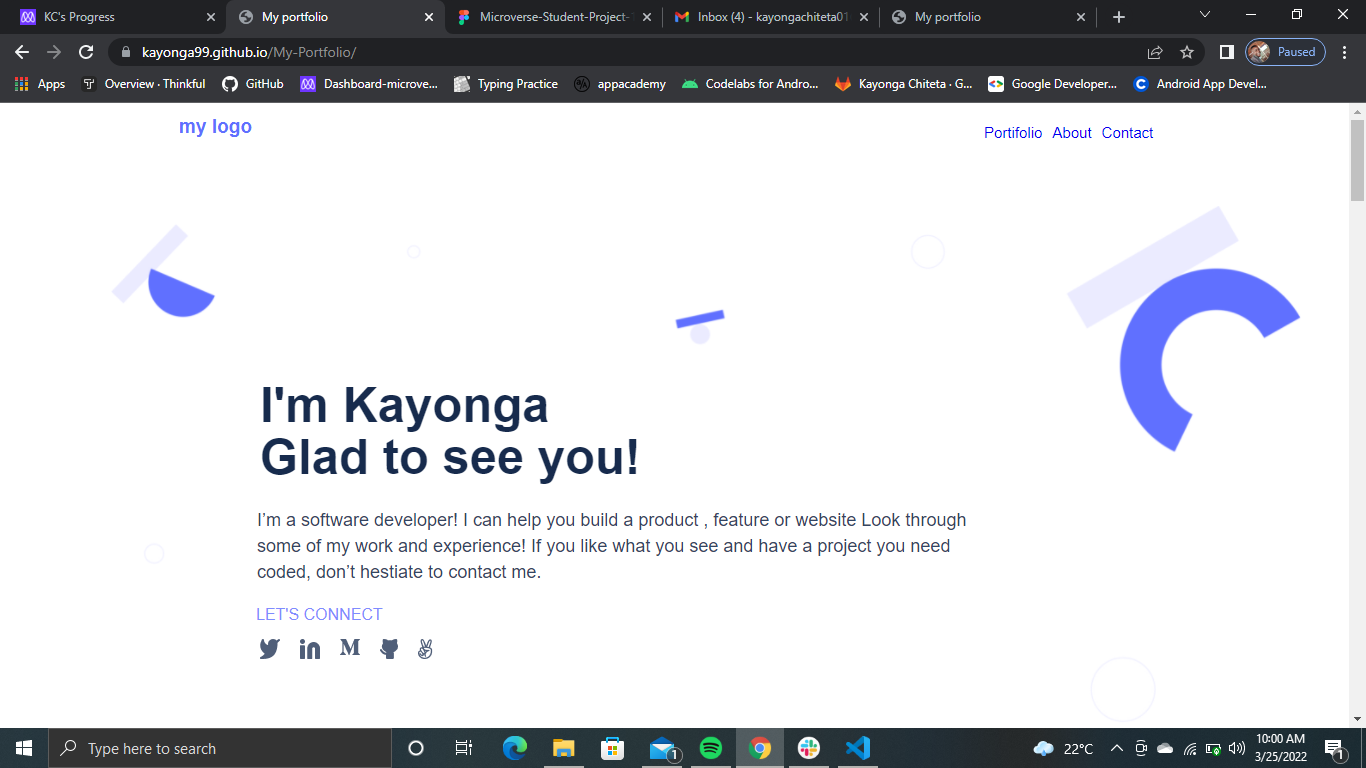 KC's Progress
My portfolio
Microverse-Student-Project-
Inbox (4) - kayongachiteta01
My portfolio
kayonga99.github.io/My-Portfolio/
Paused
Apps
Overview · Thinkful
GitHub
Dashboard-microve...
Typing Practice
appacademy
Codelabs for Andro...
Kayonga Chiteta · G...
Google Developer...
Android App Devel...
my logo
Portifolio About Contact
I'm Kayonga
Glad to see you!
I’m a software developer! I can help you build a product , feature or website Look through
some of my work and experience! If you like what you see and have a project you need
coded, don’t hestiate to contact me.
LET'S CONNECT
Type here to search
1
22°C
10:00 AM
3/25/2022
1